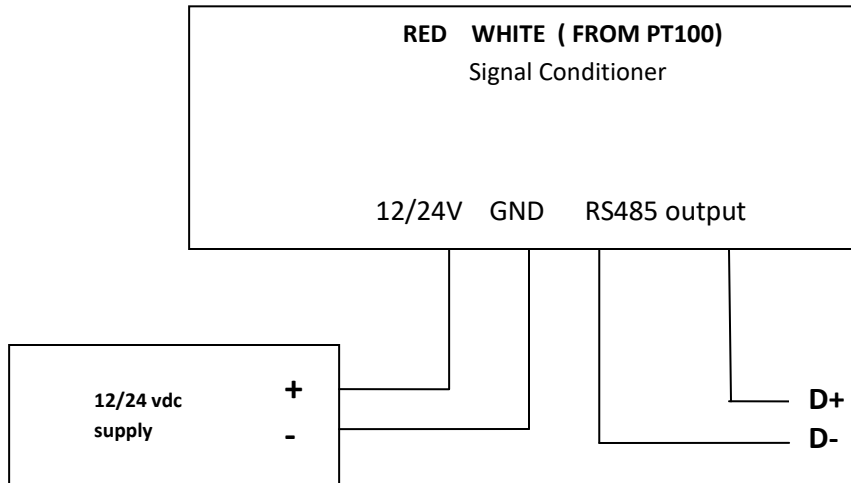 RED WHITE ( FROM PT100)
Signal Conditioner
12/24V GND RS485 output
12/24 vdc +
supply -
D+
D-